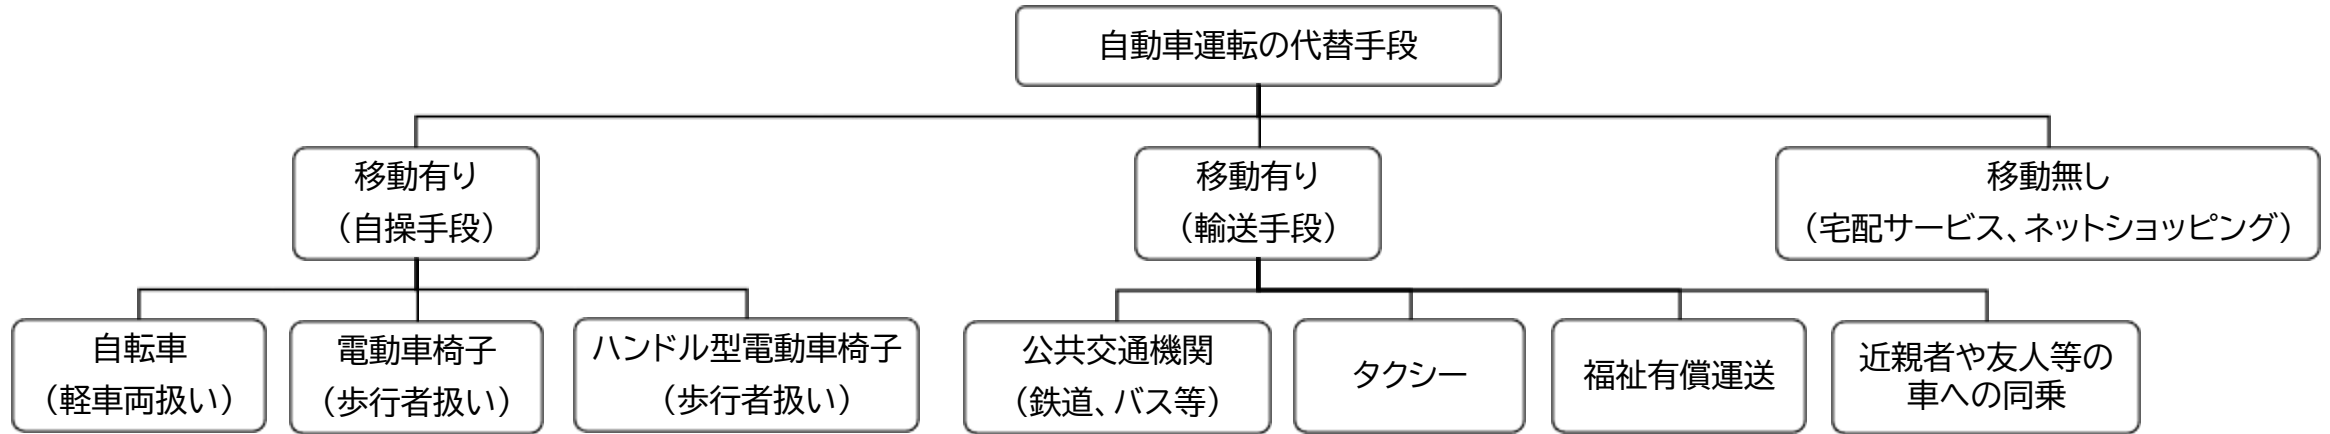 自動車運転の代替手段
移動有り
（自操手段）
移動有り
（輸送手段）
移動無し
（宅配サービス、ネットショッピング）
自転車
（軽車両扱い）
電動車椅子
（歩行者扱い）
ハンドル型電動車椅子
（歩行者扱い）
公共交通機関
（鉄道、バス等）
タクシー
福祉有償運送
近親者や友人等の
車への同乗